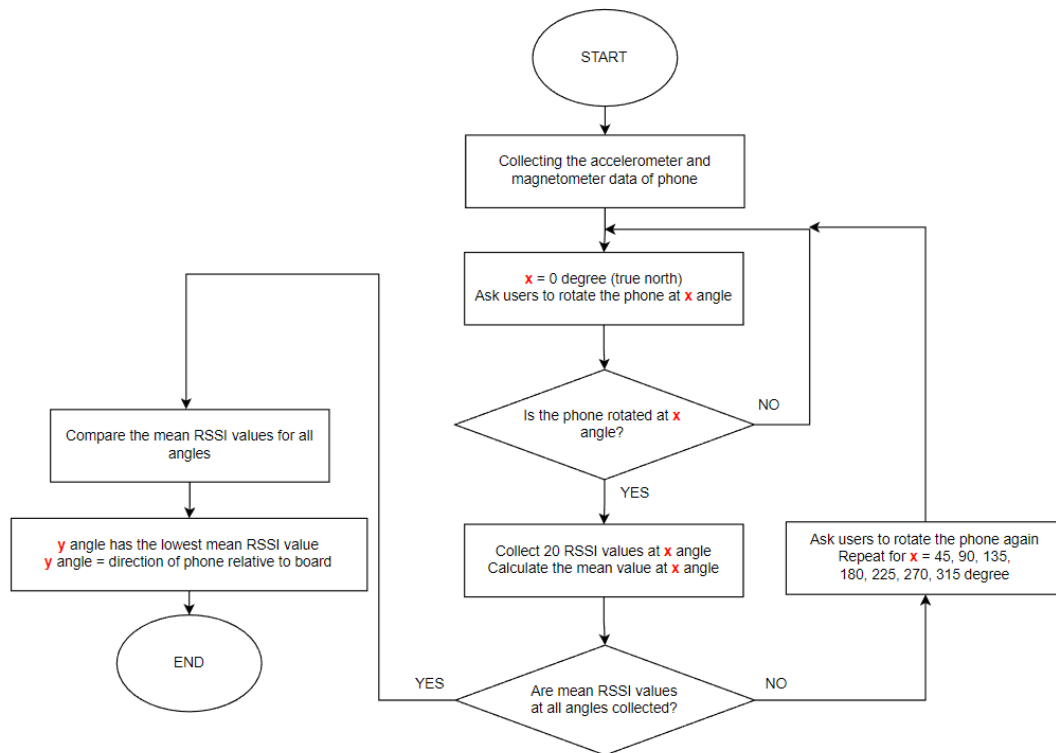 START
Collecting the accelerometer and
magnetometer data of phone
x = 0 degree (true north)
Ask users to rotate the phone at x angle
Is the phone rotated at x
angle?
NO
YES
Collect 20 RSSI values at x angle
Calculate the mean value at x angle
Are mean RSSI values
at all angles collected?
NO
Ask users to rotate the phone again
Repeat for x = 45, 90, 135,
180, 225, 270, 315 degree
YES
Compare the mean RSSI values for all
angles
y angle has the lowest mean RSSI value
y angle = direction of phone relative to board
END